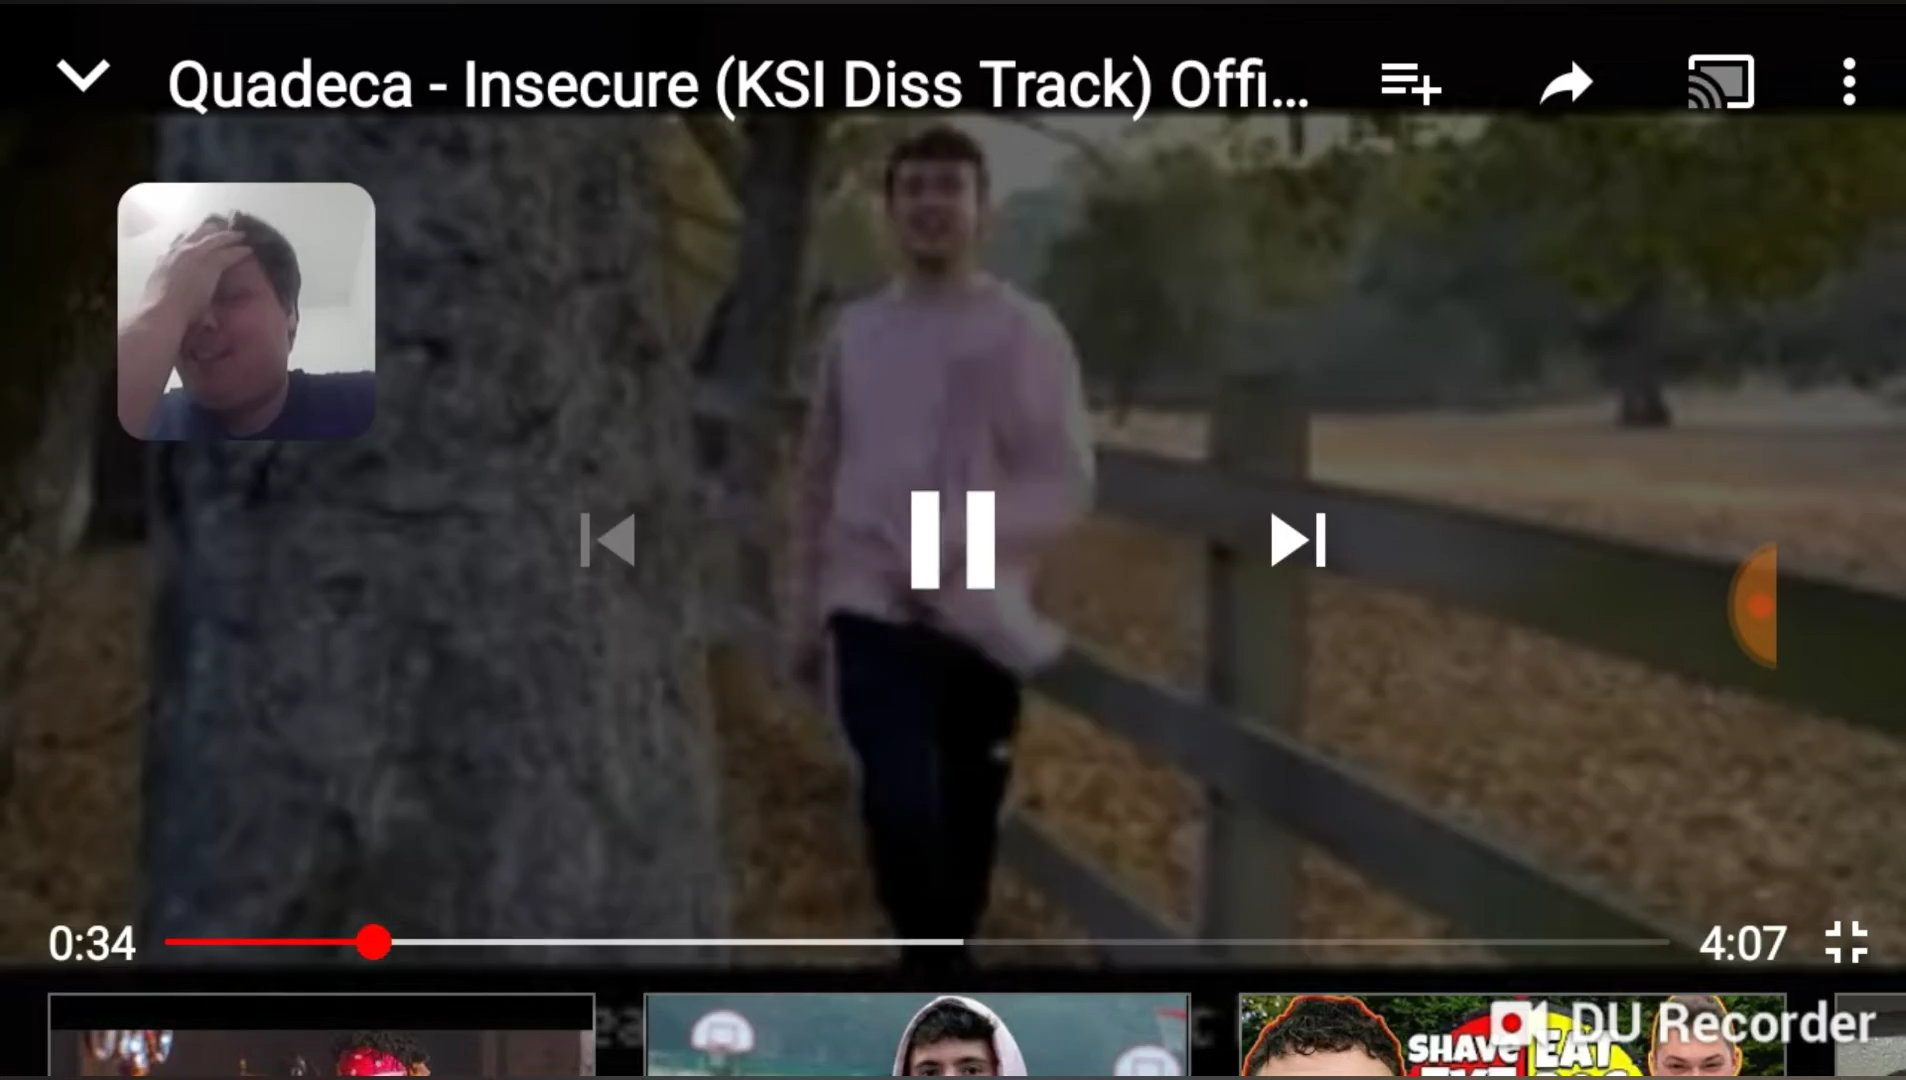 Quadeca - Insecure (KSI Diss Track) Offi...
0:34
4:07
DU Recorder
SHAVE
EAT